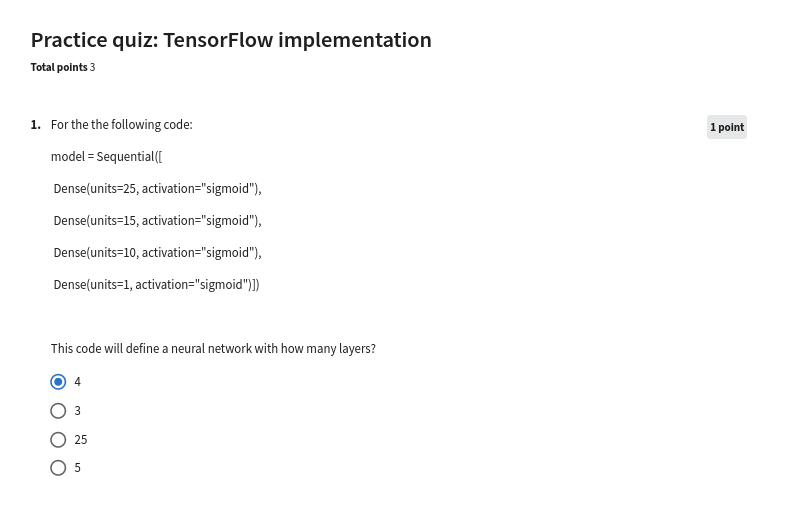 Practice quiz: TensorFlow implementation
Total points 3
1. For the the following code:
1 point
model = Sequential([
Dense(units=25, activation="sigmoid"),
Dense(units=15, activation="sigmoid"),
Dense(units=10, activation="sigmoid"),
Dense(units=1, activation="sigmoid")])
This code will define a neural network with how many layers?
4
3
25
5